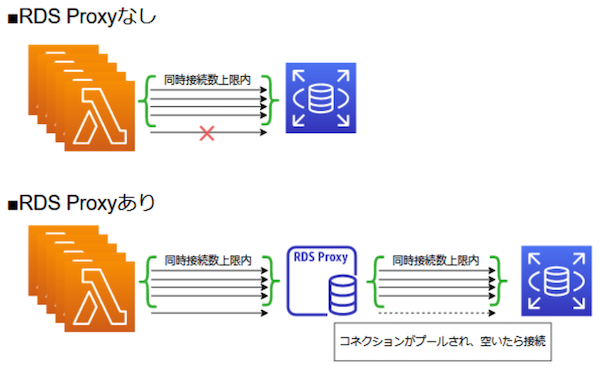 ■RDS Proxyなし
同時接続数上限内
■RDS Proxyあり
同時接続数上限内
RDS Proxy
同時接続数上限内
コネクションがプールされ、空いたら接続